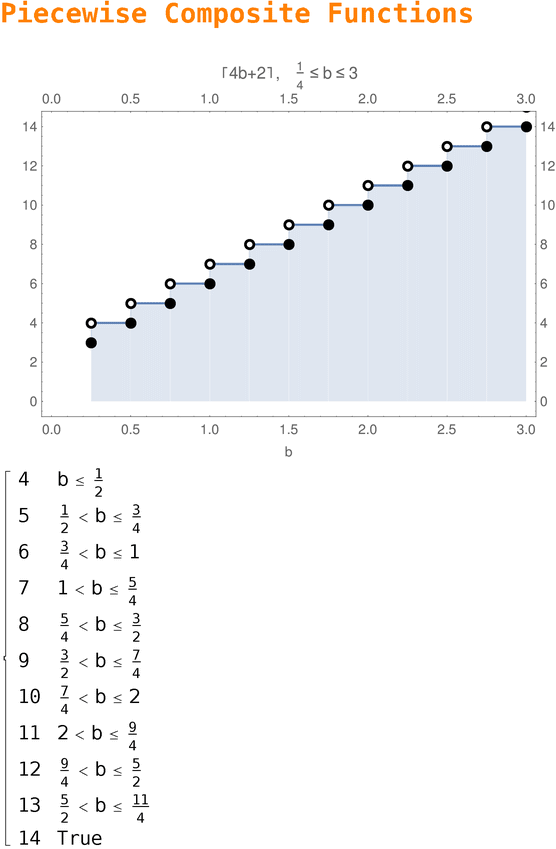 Piecewise Composite Functions
⌈4b+2⌉, 1/4 ≤ b ≤ 3
0.0 0.5 1.0 1.5 2.0 2.5 3.0
14 14
12 12
10 10
8 8
6 6
4 4
2 2
0 0
0.0 0.5 1.0 1.5 2.0 2.5 3.0
b
4 b ≤ 1/2
5 1/2 < b ≤ 3/4
6 3/4 < b ≤ 1
7 1 < b ≤ 5/4
8 5/4 < b ≤ 3/2
9 3/2 < b ≤ 7/4
10 7/4 < b ≤ 2
11 2 < b ≤ 9/4
12 9/4 < b ≤ 5/2
13 5/2 < b ≤ 11/4
14 True